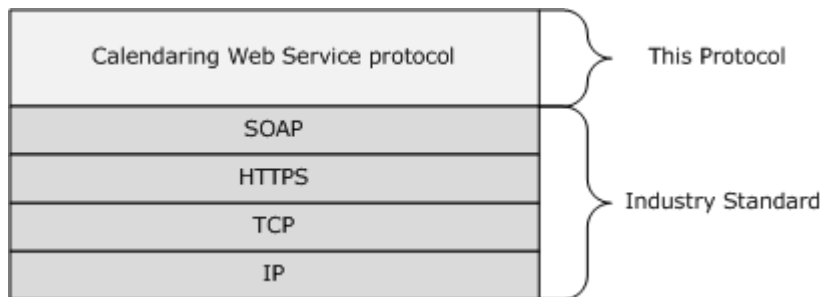 Calendaring Web Service protocol
This Protocol
SOAP
HTTPS
TCP
IP
Industry Standard